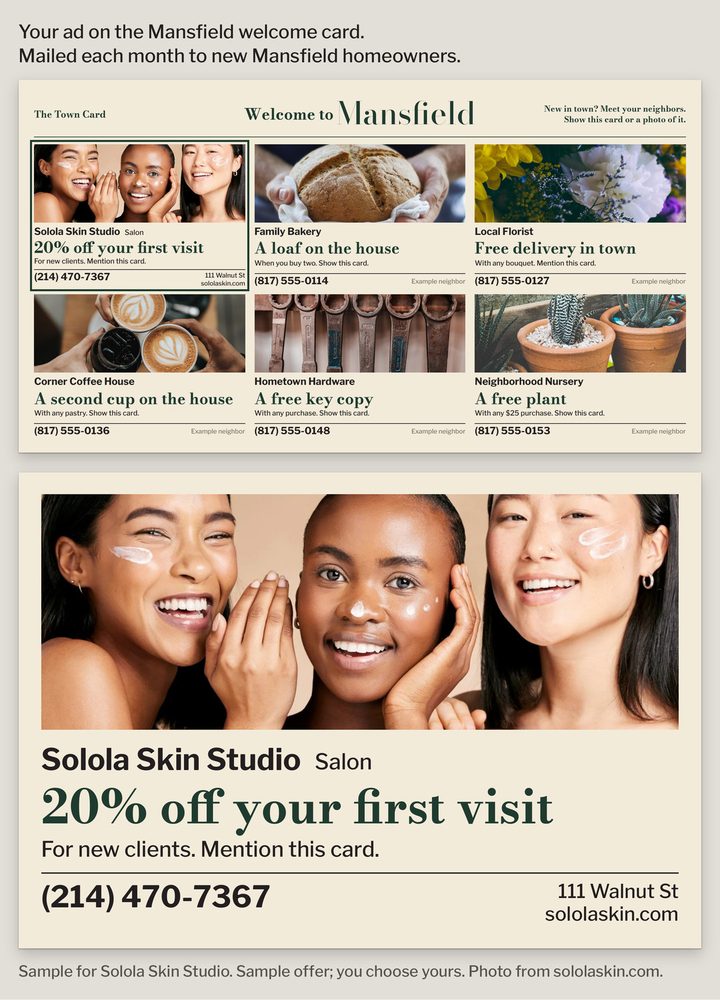 Your ad on the Mansfield welcome card.
Mailed each month to new Mansfield homeowners.
The Town Card
Welcome to Mansfield
New in town? Meet your neighbors.
Show this card or a photo of it.
Solola Skin Studio Salon
20% off your first visit
For new clients. Mention this card.
(214) 470-7367
111 Walnut St
sololaskin.com
Family Bakery
A loaf on the house
When you buy two. Show this card.
(817) 555-0114
Example neighbor
Local Florist
Free delivery in town
With any bouquet. Mention this card.
(817) 555-0127
Example neighbor
Corner Coffee House
A second cup on the house
With any pastry. Show this card.
(817) 555-0136
Example neighbor
Hometown Hardware
A free key copy
With any purchase. Show this card.
(817) 555-0148
Example neighbor
Neighborhood Nursery
A free plant
With any $25 purchase. Show this card.
(817) 555-0153
Example neighbor
Solola Skin Studio Salon
20% off your first visit
For new clients. Mention this card.
(214) 470-7367
111 Walnut St
sololaskin.com
Sample for Solola Skin Studio. Sample offer; you choose yours. Photo from sololaskin.com.